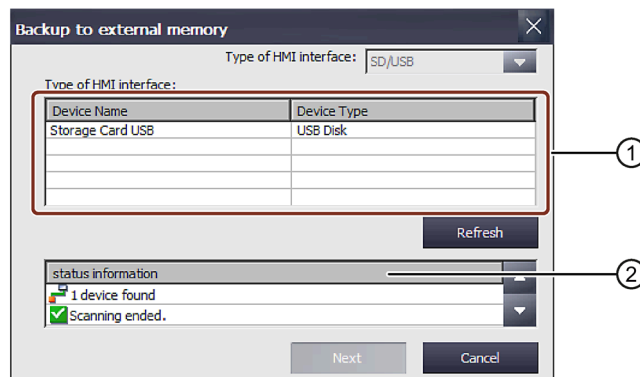 Backup to external memory
Type of HMI interface: SD/USB
Type of HMI interface:
Device Name Device Type
Storage Card USB USB Disk
1
Refresh
status information
2
1 device found
Scanning ended.
Next Cancel